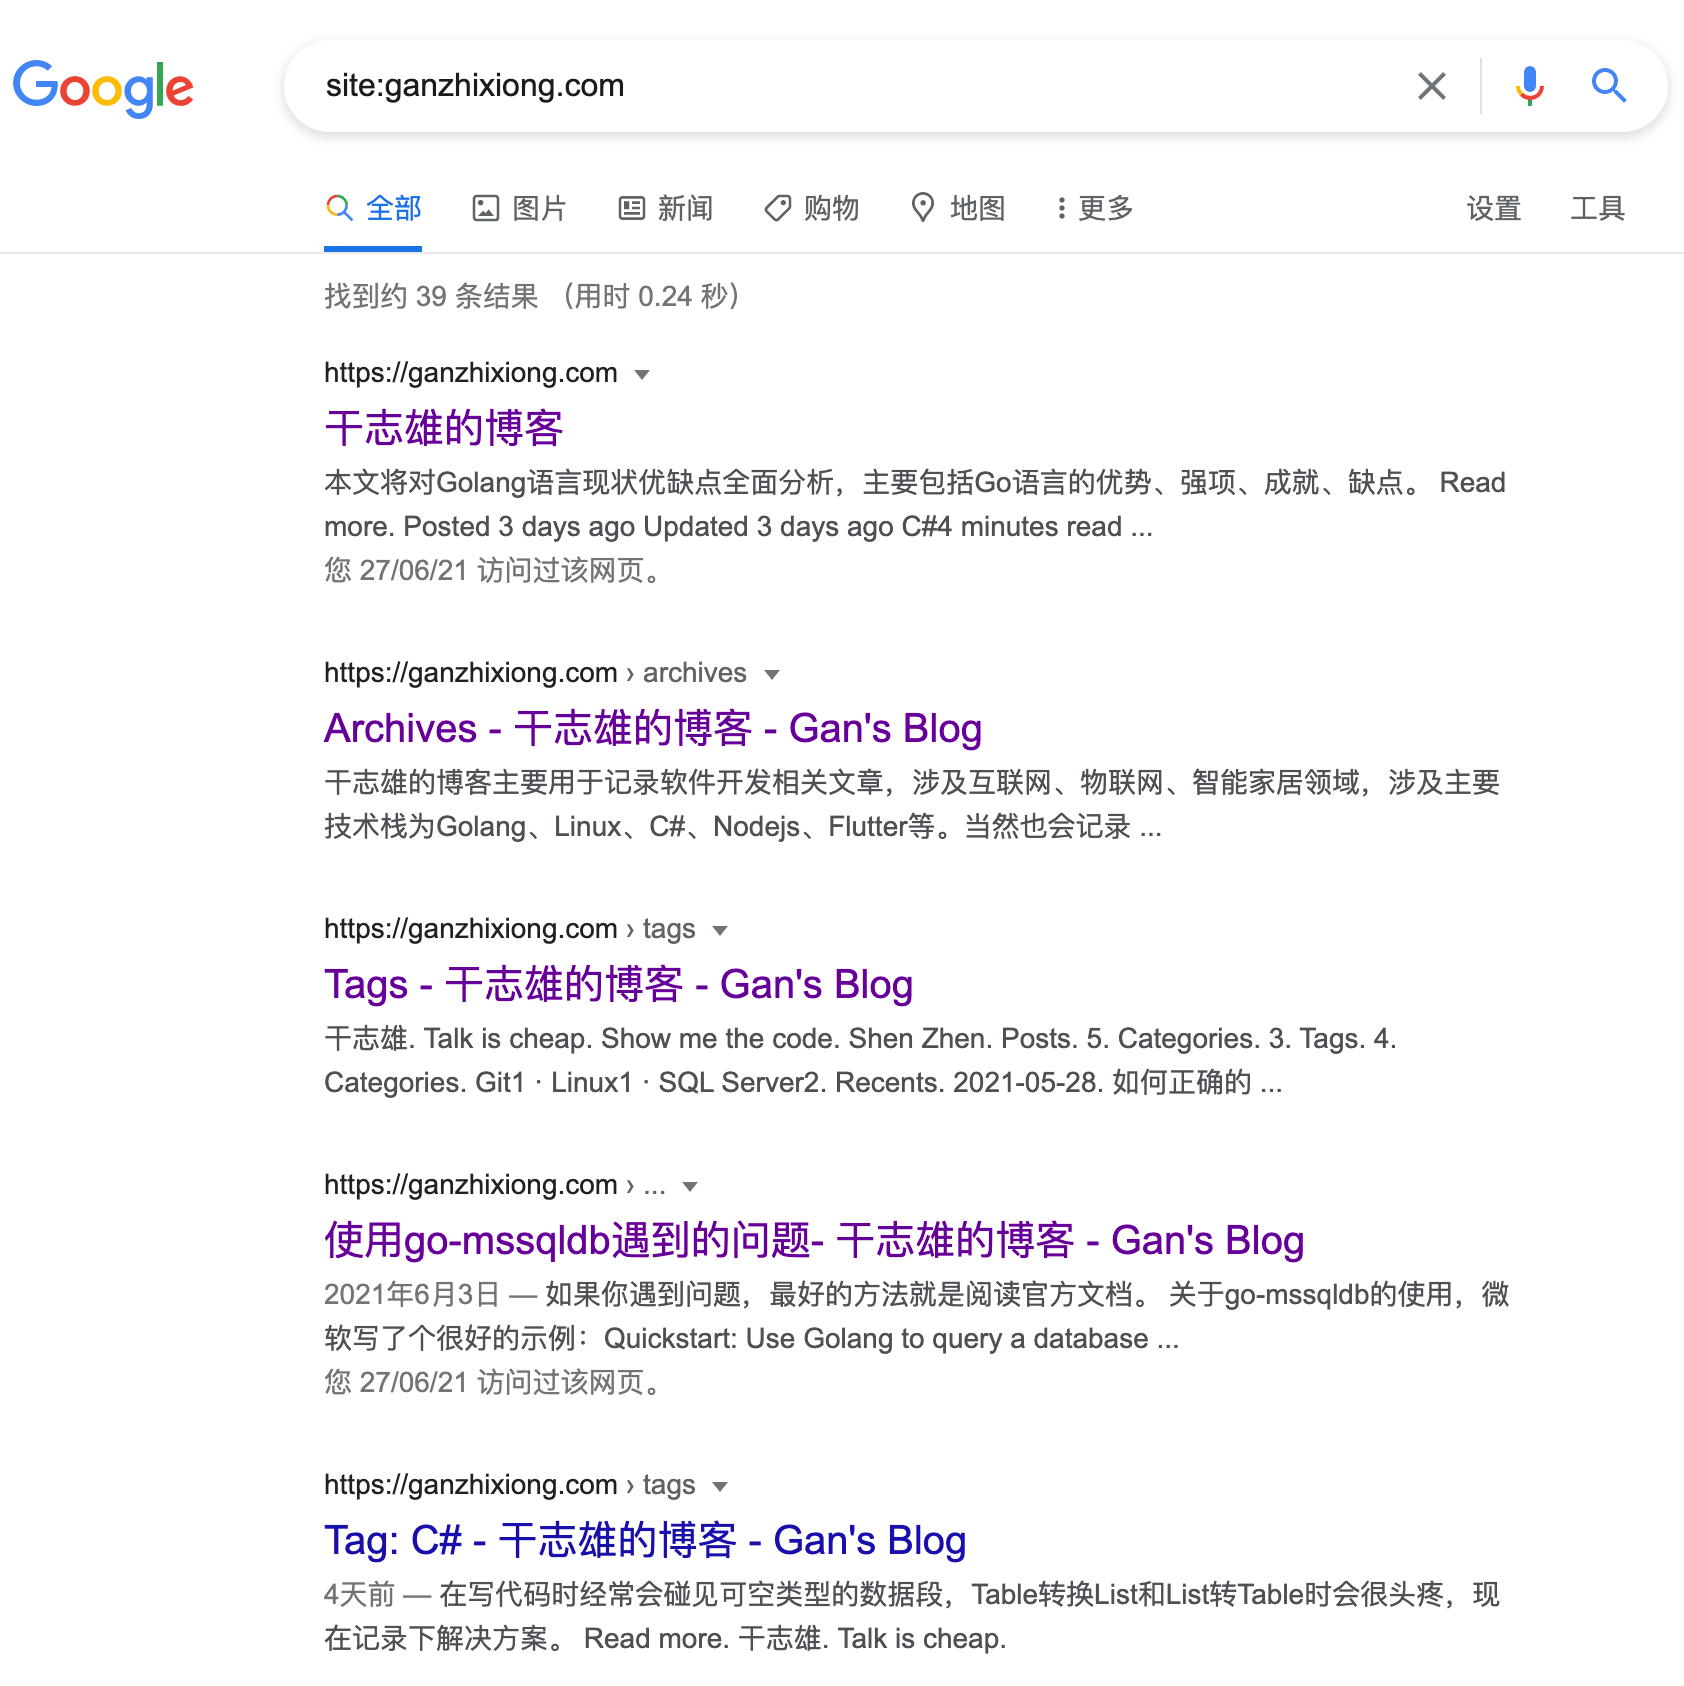 Google
site:ganzhixiong.com
全部 图片 新闻 购物 地图 更多 设置 工具
找到约 39 条结果 （用时 0.24 秒）
https://ganzhixiong.com
干志雄的博客
本文将对Golang语言现状优缺点全面分析，主要包括Go语言的优势、强项、成就、缺点。 Read
more. Posted 3 days ago Updated 3 days ago C#4 minutes read ...
您 27/06/21 访问过该网页。
https://ganzhixiong.com › archives
Archives - 干志雄的博客 - Gan's Blog
干志雄的博客主要用于记录软件开发相关文章，涉及互联网、物联网、智能家居领域，涉及主要
技术栈为Golang、Linux、C#、Nodejs、Flutter等。当然也会记录 ...
https://ganzhixiong.com › tags
Tags - 干志雄的博客 - Gan's Blog
干志雄. Talk is cheap. Show me the code. Shen Zhen. Posts. 5. Categories. 3. Tags. 4.
Categories. Git1 · Linux1 · SQL Server2. Recents. 2021-05-28. 如何正确的 ...
https://ganzhixiong.com › ...
使用go-mssqldb遇到的问题- 干志雄的博客 - Gan's Blog
2021年6月3日 — 如果你遇到问题，最好的方法就是阅读官方文档。 关于go-mssqldb的使用，微
软写了个很好的示例：Quickstart: Use Golang to query a database ...
您 27/06/21 访问过该网页。
https://ganzhixiong.com › tags
Tag: C# - 干志雄的博客 - Gan's Blog
4天前 — 在写代码时经常会碰见可空类型的数据段，Table转换List和List转Table时会很头疼，现
在记录下解决方案。 Read more. 干志雄. Talk is cheap.